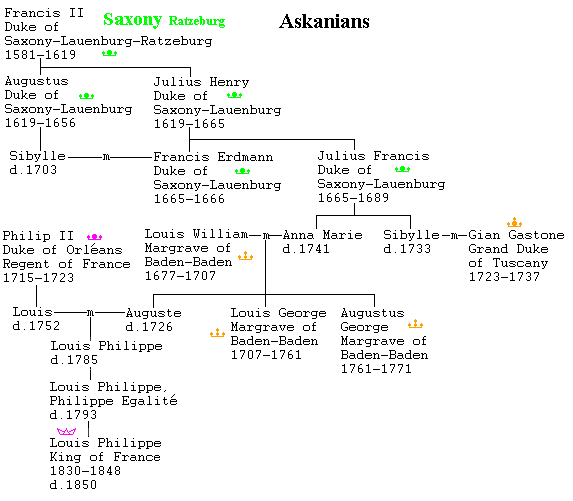 Saxony Ratzeburg
Askanians
Francis II
Duke of
Saxony-Lauenburg-Ratzeburg
1581-1619
Augustus
Duke of
Saxony-Lauenburg
1619-1656
Julius Henry
Duke of
Saxony-Lauenburg
1619-1665
Sibylle
d.1703
m
Francis Erdmann
Duke of
Saxony-Lauenburg
1665-1666
Julius Francis
Duke of
Saxony-Lauenburg
1665-1689
Philip II
Duke of Orléans
Regent of France
1715-1723
Louis William
Margrave of
Baden-Baden
1677-1707
m
Anna Marie
d.1741
Sibylle
d.1733
m
Gian Gastone
Grand Duke
of Tuscany
1723-1737
Louis
d.1752
m
Auguste
d.1726
Louis George
Margrave of
Baden-Baden
1707-1761
Augustus
George
Margrave of
Baden-Baden
1761-1771
Louis Philippe
d.1785
Louis Philippe,
Philippe Egalité
d.1793
Louis Philippe
King of France
1830-1848
d.1850